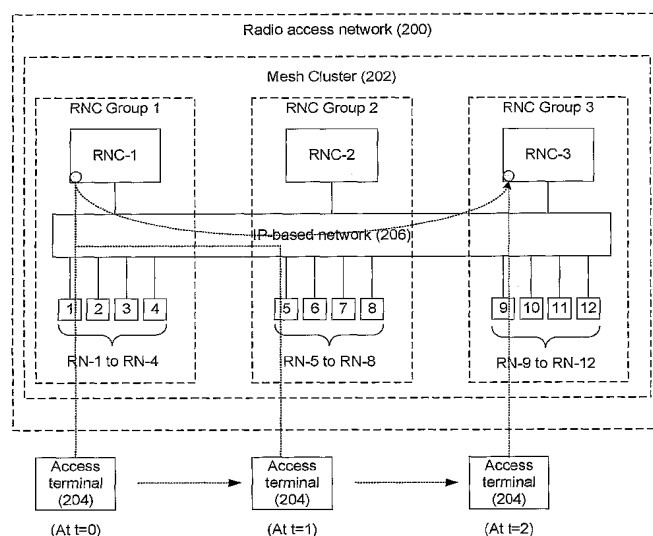 Radio access network (200)
Mesh Cluster (202)
RNC Group 1
RNC Group 2
RNC Group 3
RNC-1
RNC-2
RNC-3
IP-based network (206)
1
2
3
4
5
6
7
8
9
10
11
12
RN-1 to RN-4
RN-5 to RN-8
RN-9 to RN-12
Access
terminal
(204)
Access
terminal
(204)
Access
terminal
(204)
(At t=0)
(At t=1)
(At t=2)